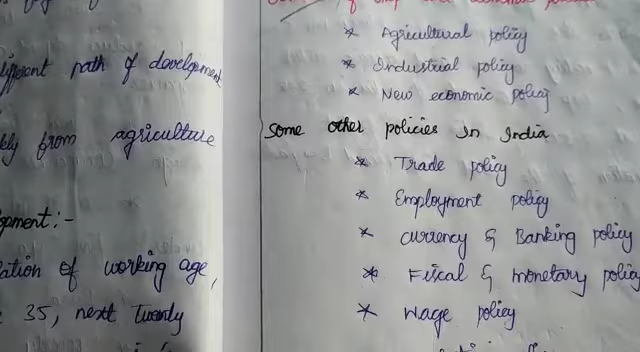 different path of development
from agriculture
ation of working age,
35, next twenty
* Agricultural policy
* Industrial policy
* New economic policy
Some other policies In India
* Trade policy
* Employment policy
* currency & Banking policy
* Fiscal & monetary policy
* Wage policy